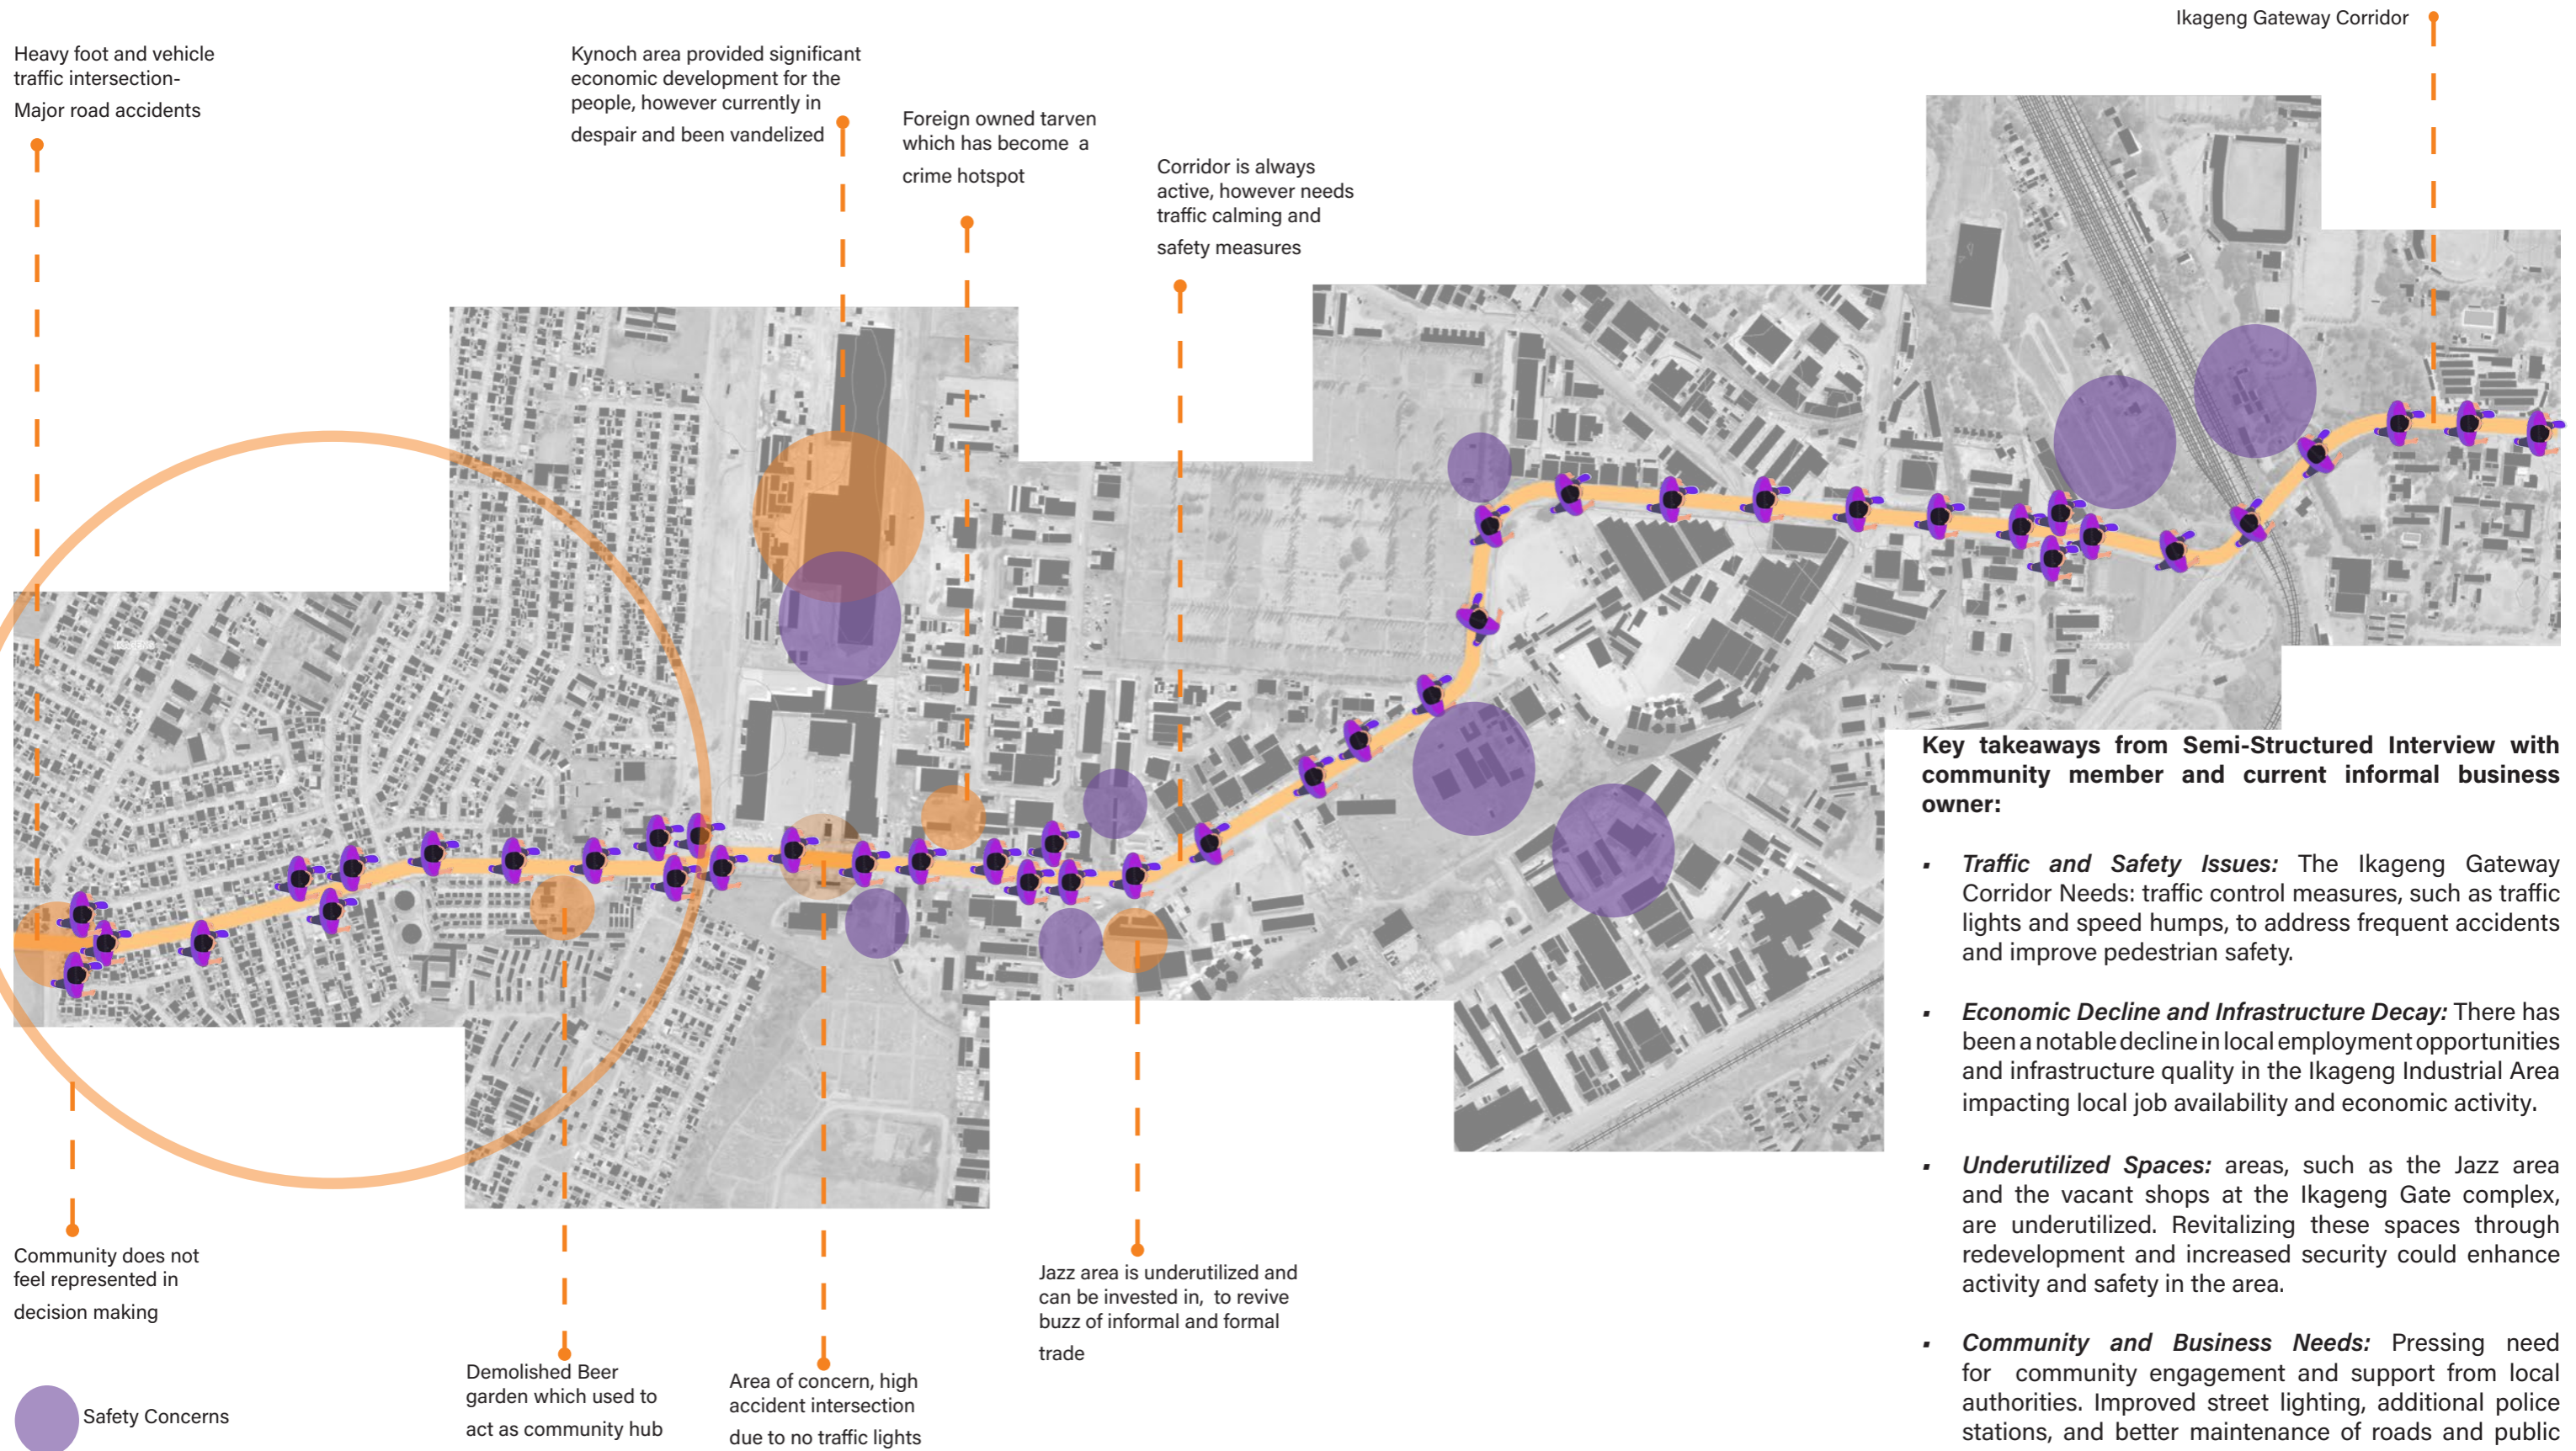 Ikageng Gateway Corridor
Heavy foot and vehicle
traffic intersection-
Major road accidents
Kynoch area provided significant
economic development for the
people, however currently in
despair and been vandelized
Foreign owned tarven
which has become a
crime hotspot
Corridor is always
active, however needs
traffic calming and
safety measures
Community does not
feel represented in
decision making
Demolished Beer
garden which used to
act as community hub
Area of concern, high
accident intersection
due to no traffic lights
Jazz area is underutilized and
can be invested in, to revive
buzz of informal and formal
trade
Safety Concerns
Key takeaways from Semi-Structured Interview with
community member and current informal business
owner:
▪ Traffic and Safety Issues: The Ikageng Gateway
Corridor Needs: traffic control measures, such as traffic
lights and speed humps, to address frequent accidents
and improve pedestrian safety.
▪ Economic Decline and Infrastructure Decay: There has
been a notable decline in local employment opportunities
and infrastructure quality in the Ikageng Industrial Area
impacting local job availability and economic activity.
▪ Underutilized Spaces: areas, such as the Jazz area
and the vacant shops at the Ikageng Gate complex,
are underutilized. Revitalizing these spaces through
redevelopment and increased security could enhance
activity and safety in the area.
▪ Community and Business Needs: Pressing need
for community engagement and support from local
authorities. Improved street lighting, additional police
stations, and better maintenance of roads and public